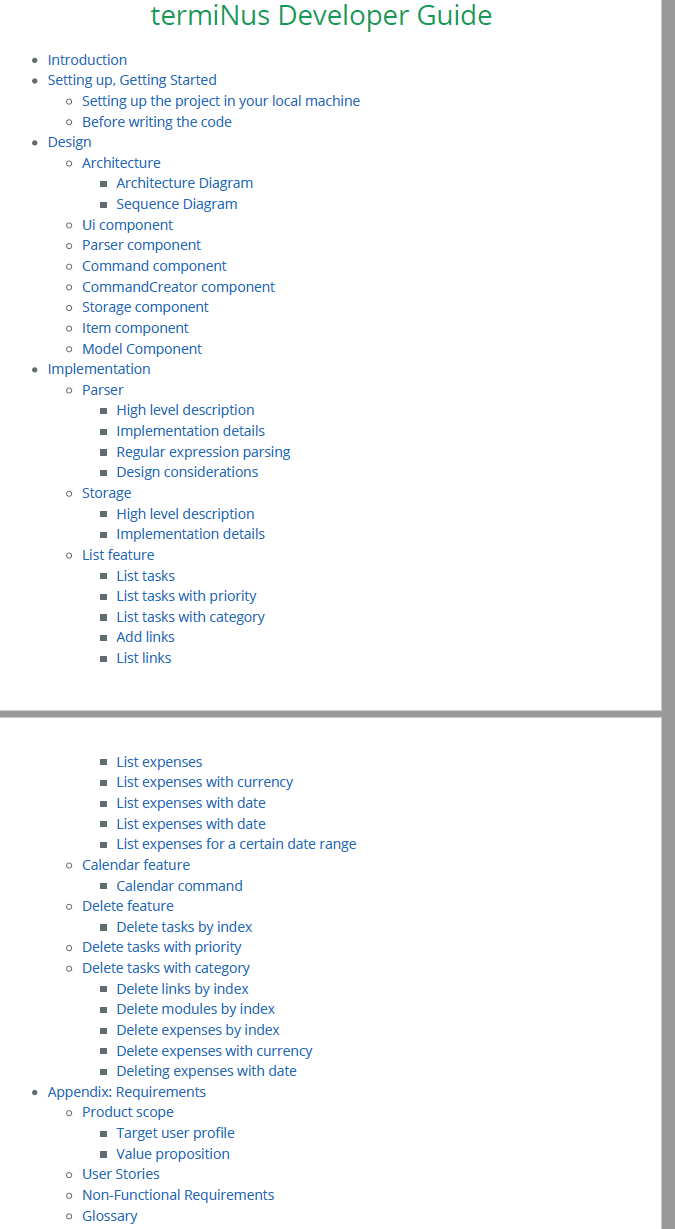 termiNus Developer Guide
Introduction
Setting up, Getting Started
Setting up the project in your local machine
Before writing the code
Design
Architecture
Architecture Diagram
Sequence Diagram
Ui component
Parser component
Command component
CommandCreator component
Storage component
Item component
Model Component
Implementation
Parser
High level description
Implementation details
Regular expression parsing
Design considerations
Storage
High level description
Implementation details
List feature
List tasks
List tasks with priority
List tasks with category
Add links
List links
List expenses
List expenses with currency
List expenses with date
List expenses with date
List expenses for a certain date range
Calendar feature
Calendar command
Delete feature
Delete tasks by index
Delete tasks with priority
Delete tasks with category
Delete links by index
Delete modules by index
Delete expenses by index
Delete expenses with currency
Deleting expenses with date
Appendix: Requirements
Product scope
Target user profile
Value proposition
User Stories
Non-Functional Requirements
Glossary